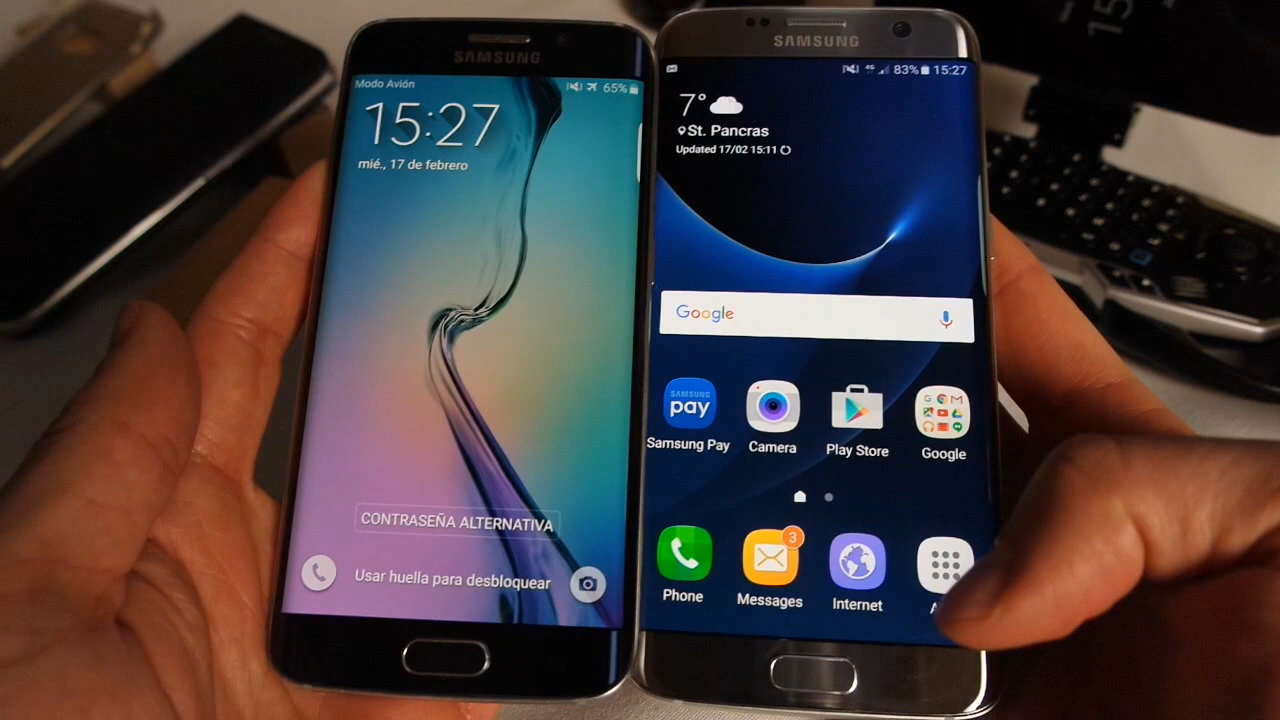 SAMSUNG
Modo Avión
65%
15:27
mié., 17 de febrero
CONTRASEÑA ALTERNATIVA
Usar huella para desbloquear
SAMSUNG
4G 83% 15:27
7°
St. Pancras
Updated 17/02 15:11
Google
SAMSUNG
pay
Samsung Pay
Camera
Play Store
G M
Google
3
Phone
Messages
Internet
A
15